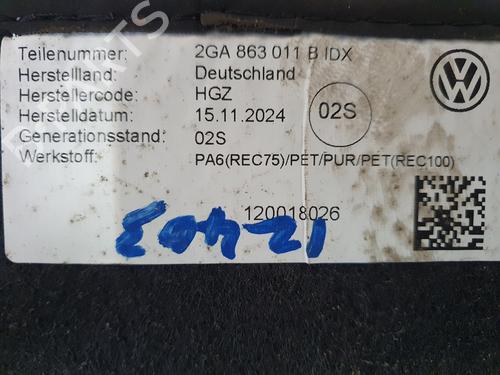 Teilenummer: 2GA 863 011 B IDX
Herstellland: Deutschland
Herstellercode: HGZ
Herstelldatum: 15.11.2024
02S
Generationsstand: 02S
Werkstoff: PA6(REC75)/PET/PUR/PET(REC100)
120018026